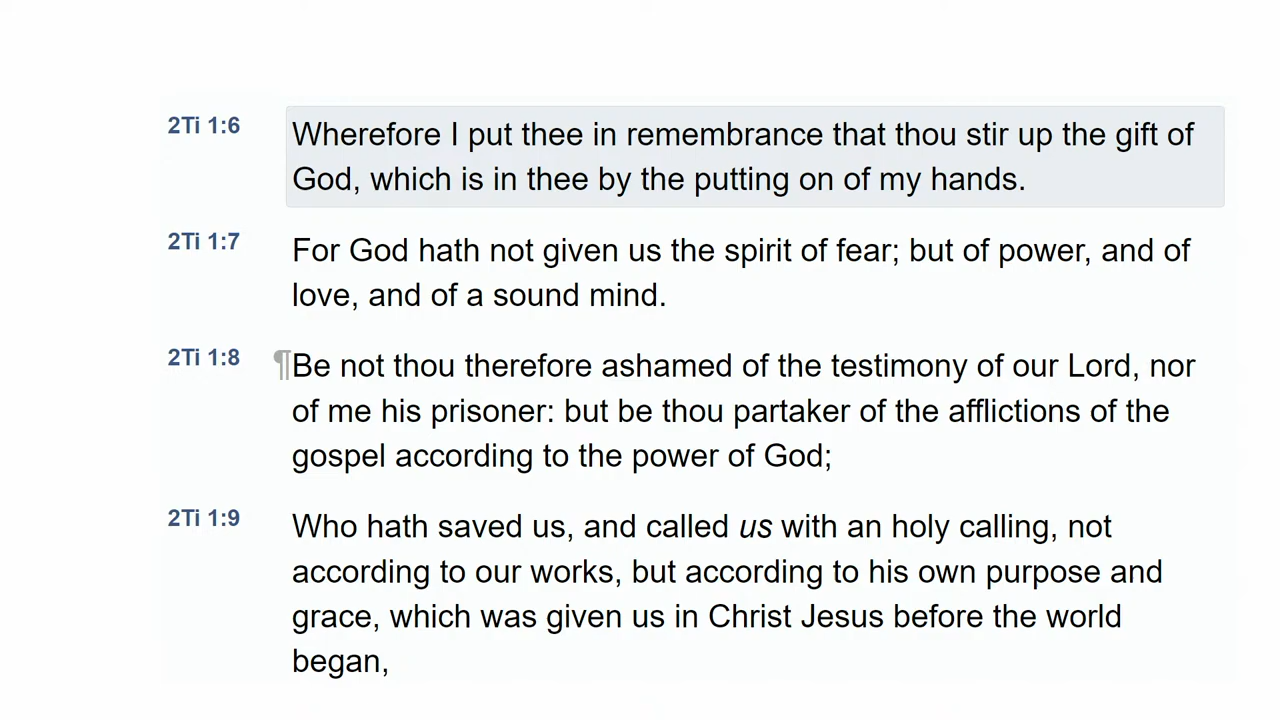 2Ti 1:6 Wherefore I put thee in remembrance that thou stir up the gift of
God, which is in thee by the putting on of my hands.
2Ti 1:7 For God hath not given us the spirit of fear; but of power, and of
love, and of a sound mind.
2Ti 1:8 ¶Be not thou therefore ashamed of the testimony of our Lord, nor
of me his prisoner: but be thou partaker of the afflictions of the
gospel according to the power of God;
2Ti 1:9 Who hath saved us, and called us with an holy calling, not
according to our works, but according to his own purpose and
grace, which was given us in Christ Jesus before the world
began,